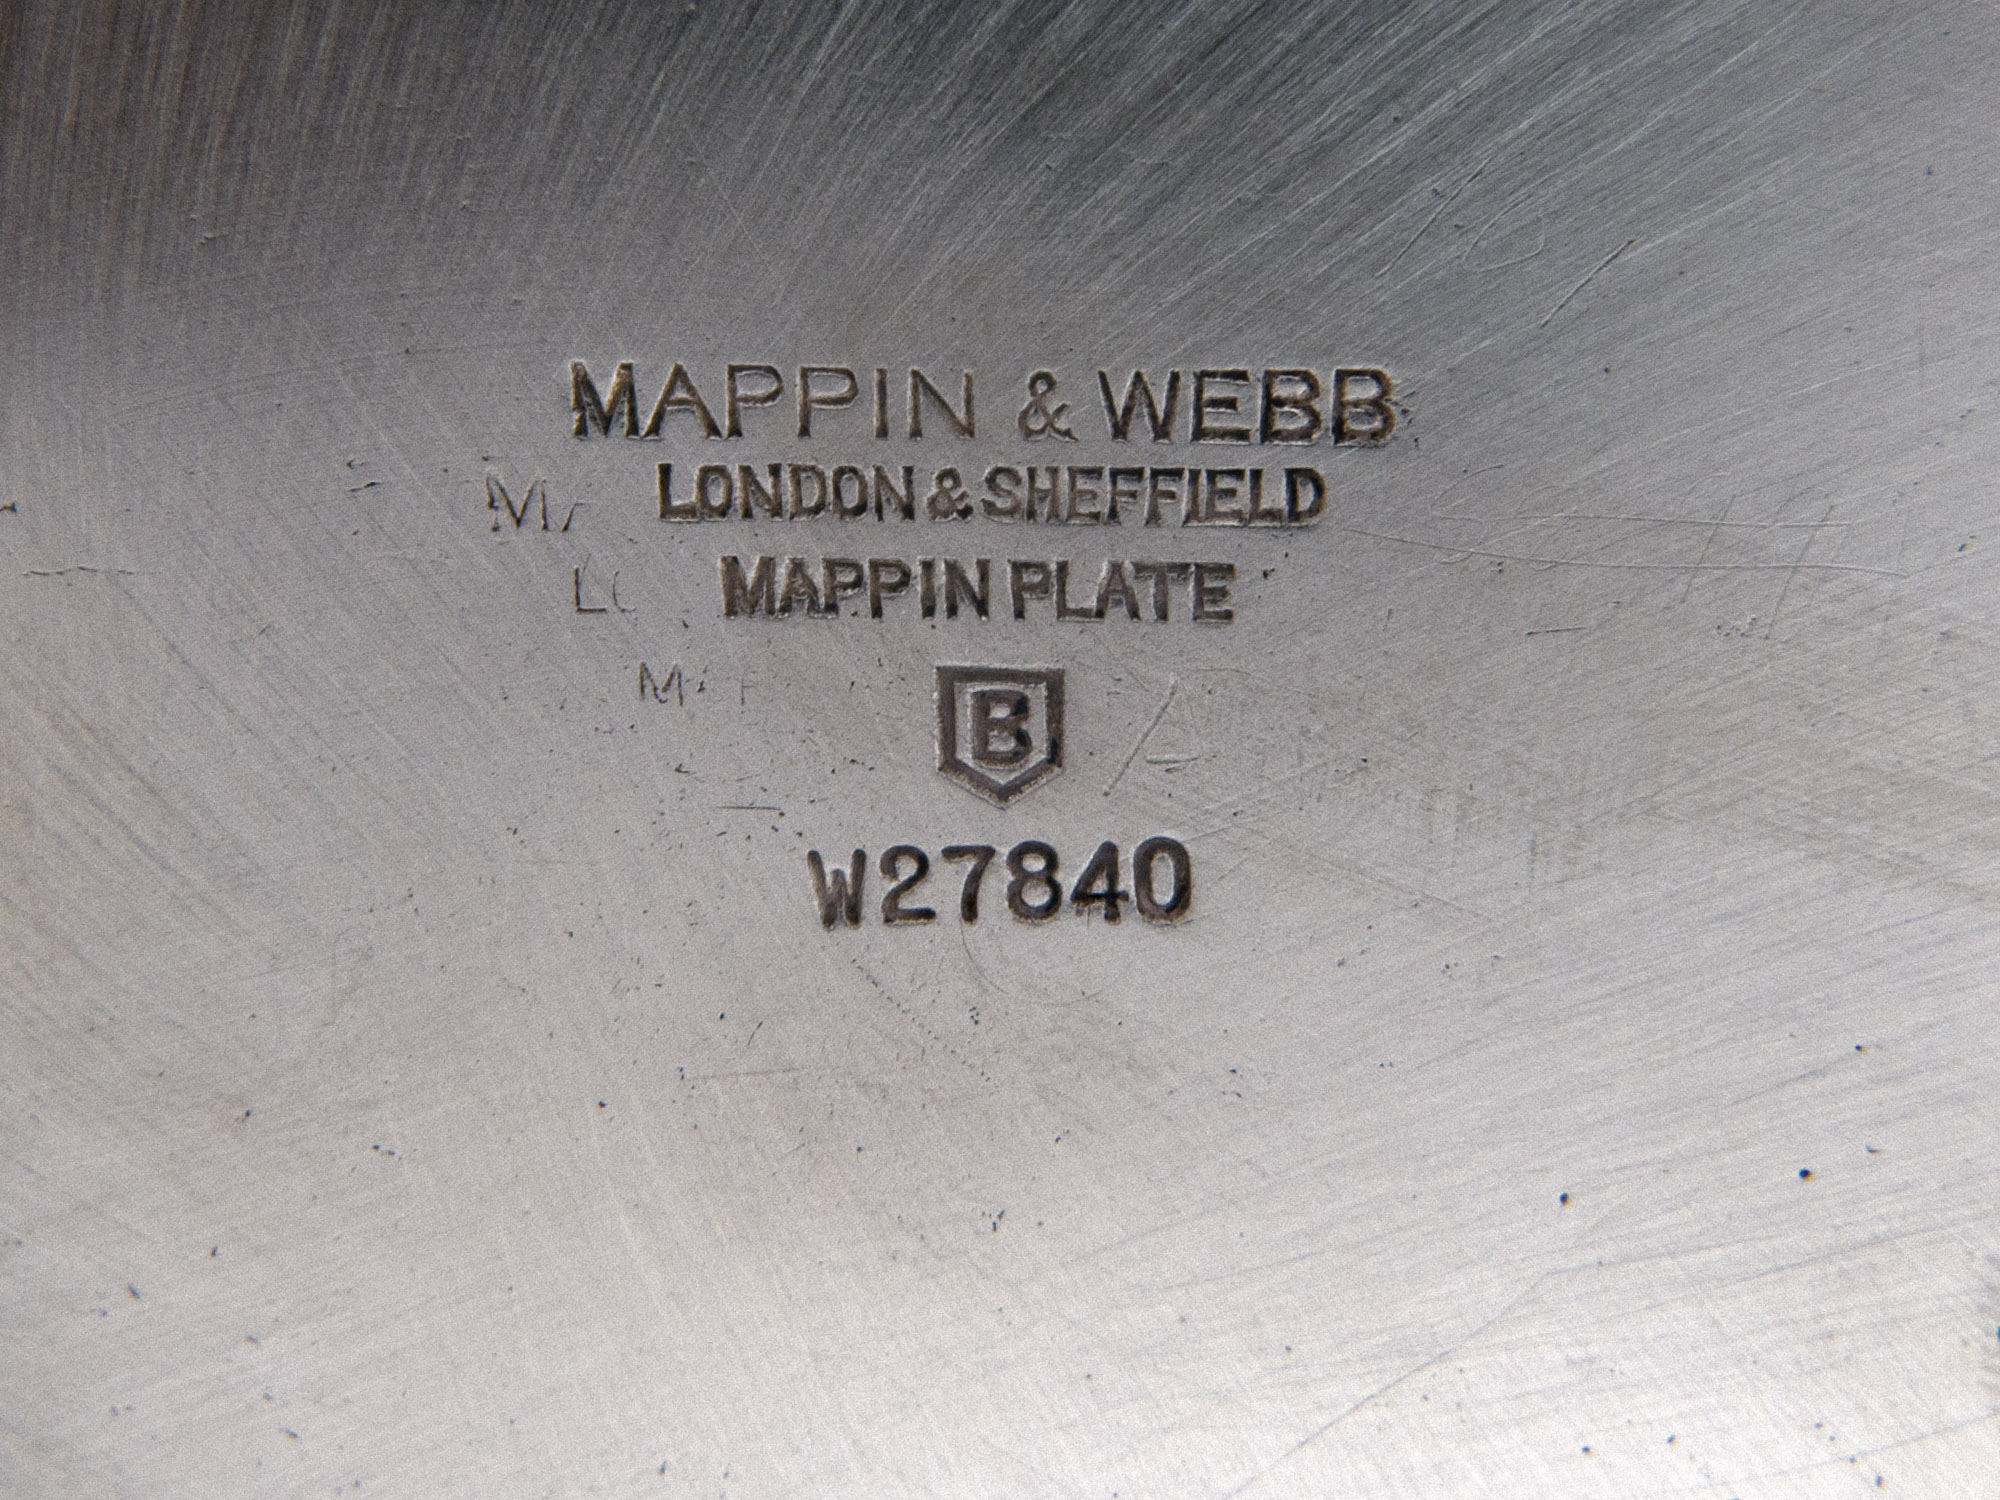 MAPPIN & WEBB
LONDON & SHEFFIELD
MAPPIN PLATE
B
W27840